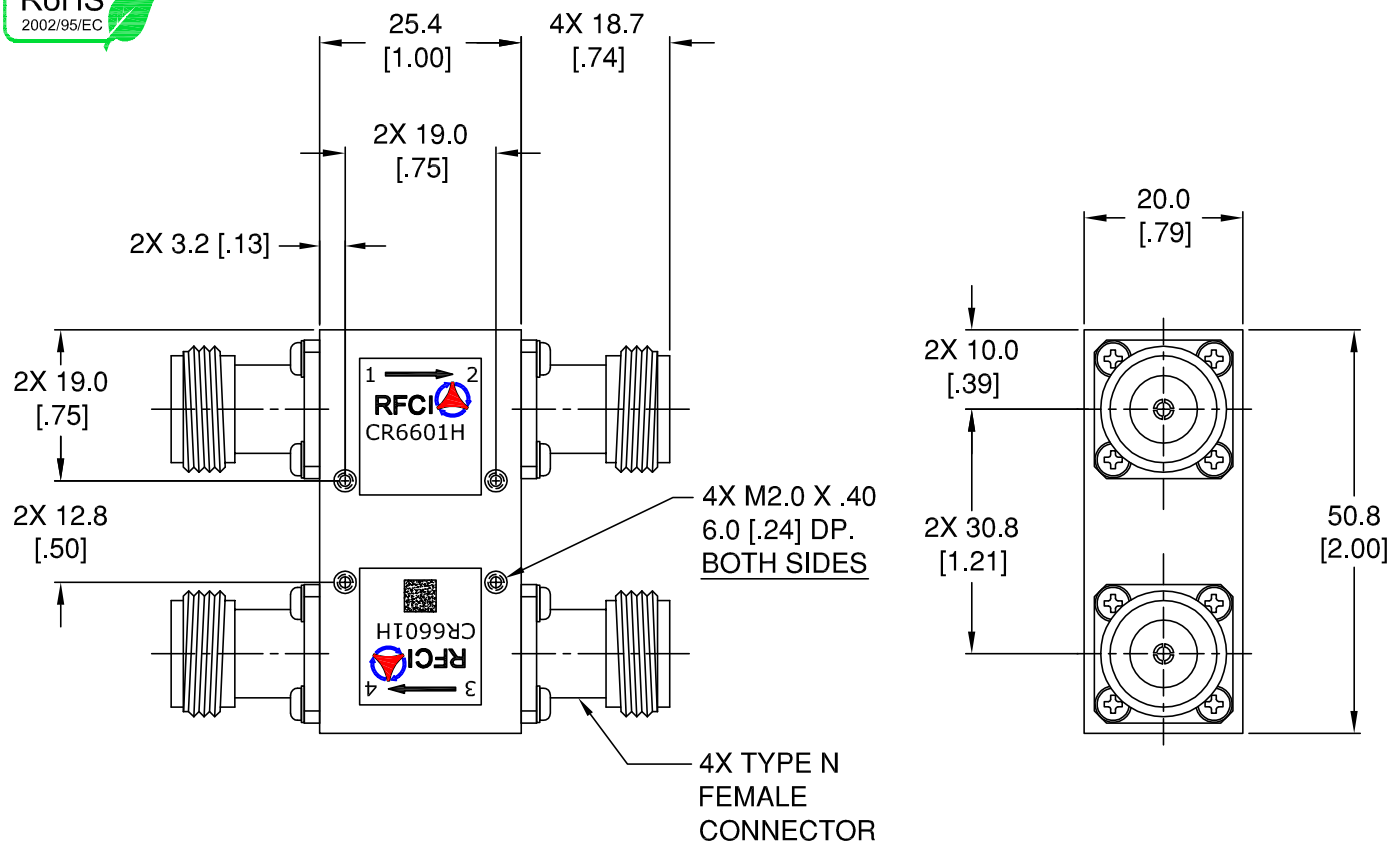 RoHS
2002/95/EC
25.4
[1.00]
4X 18.7
[.74]
2X 19.0
[.75]
2X 3.2 [.13]
20.0
[.79]
2X 19.0
[.75]
2X 10.0
[.39]
1 2
RFCI
CR6601H
2X 12.8
[.50]
4X M2.0 X .40
6.0 [.24] DP.
BOTH SIDES
2X 30.8
[1.21]
50.8
[2.00]
3 4
RFCI
CR6601H
4X TYPE N
FEMALE
CONNECTOR